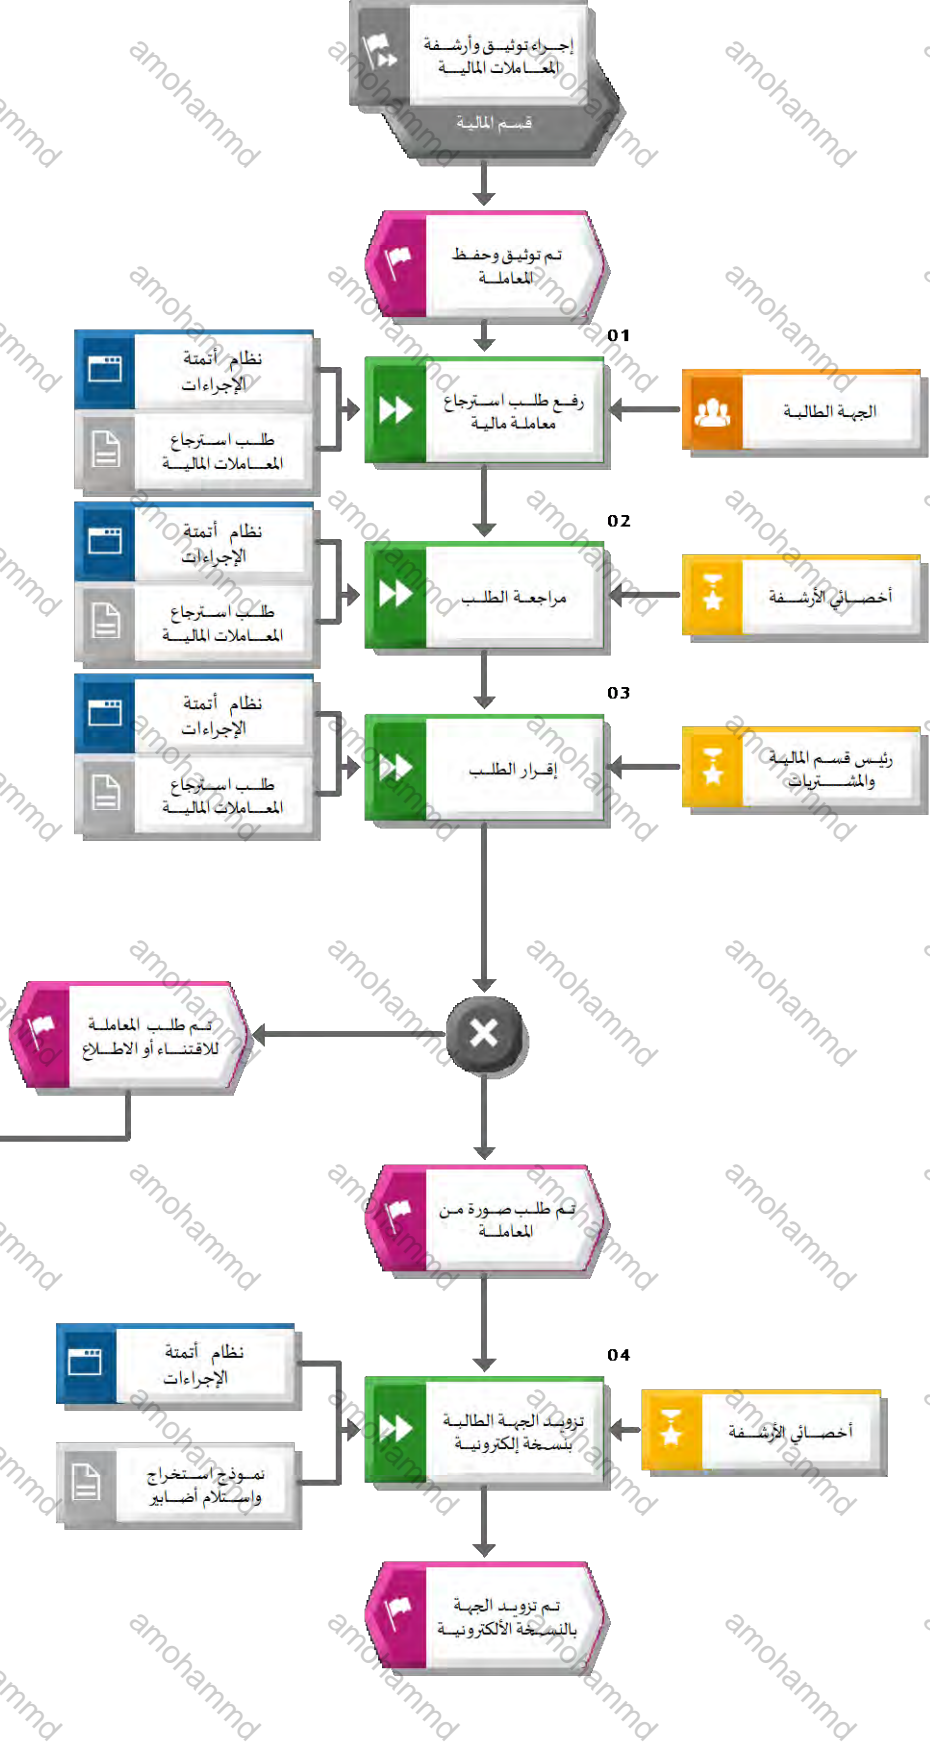 إجراء توثيق وأرشفة
المعاملات المالية
قسم المالية
تم توثيق وحفظ
المعاملة
01
الجهة الطالبة
رفع طلب استرجاع
معاملة مالية
نظام أتمتة
الإجراءات
طلب استرجاع
المعاملات المالية
02
أخصائي الأرشفة
مراجعة الطلب
نظام أتمتة
الإجراءات
طلب استرجاع
المعاملات المالية
03
رئيس قسم المالية
والمشتريات
إقرار الطلب
نظام أتمتة
الإجراءات
طلب استرجاع
المعاملات المالية
تم طلب المعاملة
للاقتناء أو الاطلاع
تم طلب صورة من
المعاملة
04
أخصائي الأرشفة
تزويد الجهة الطالبة
بنسخة إلكترونية
نظام أتمتة
الإجراءات
نموذج استخراج
واستلام أضابير
تم تزويد الجهة
بالنسخة الألكترونية
amohammd